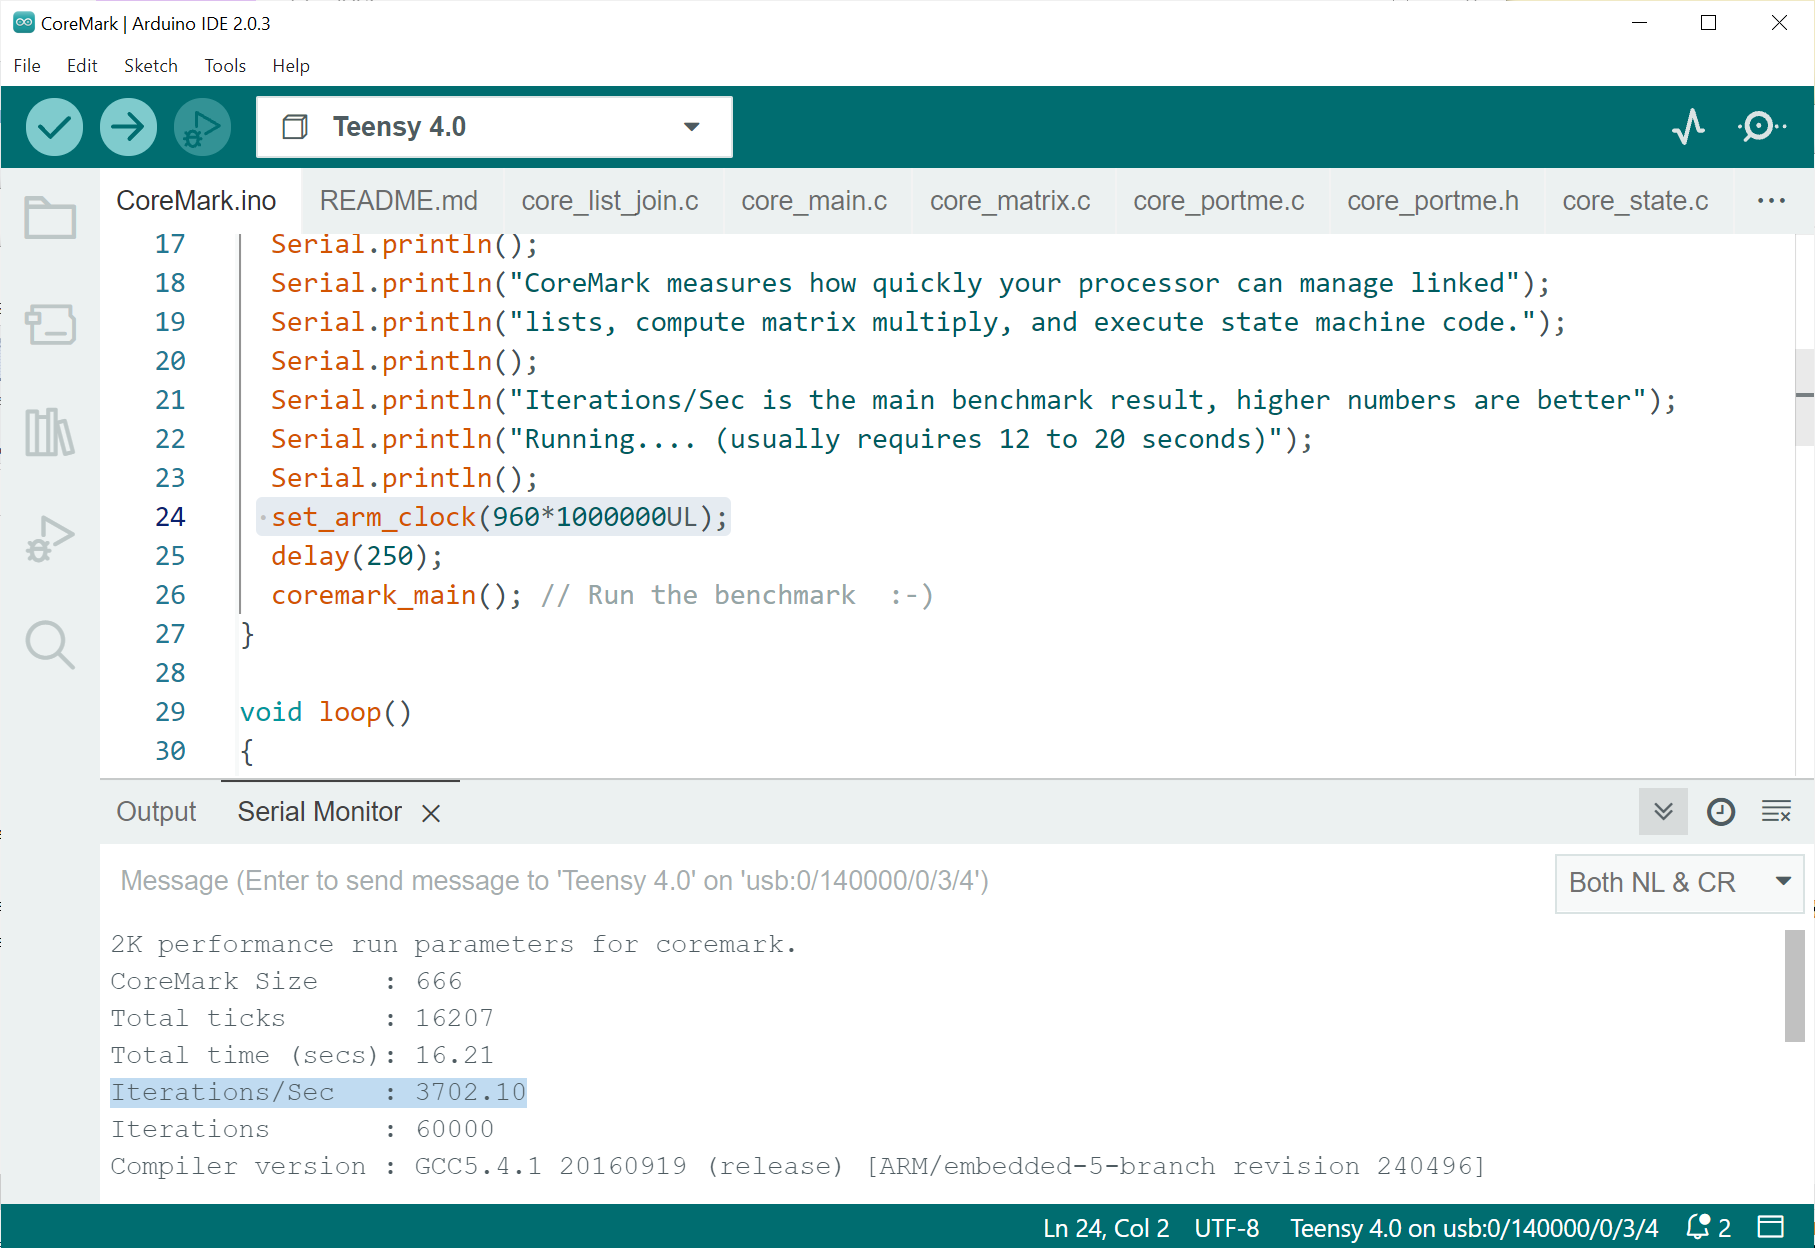 CoreMark | Arduino IDE 2.0.3
File Edit Sketch Tools Help
Teensy 4.0
CoreMark.ino README.md core_list_join.c core_main.c core_matrix.c core_portme.c core_portme.h core_state.c ...
17 Serial.println();
18 Serial.println("CoreMark measures how quickly your processor can manage linked");
19 Serial.println("lists, compute matrix multiply, and execute state machine code.");
20 Serial.println();
21 Serial.println("Iterations/Sec is the main benchmark result, higher numbers are better");
22 Serial.println("Running.... (usually requires 12 to 20 seconds)");
23 Serial.println();
24 set_arm_clock(960*1000000UL);
25 delay(250);
26 coremark_main(); // Run the benchmark  :-)
27 }
28
29 void loop()
30 {
Output Serial Monitor
Message (Enter to send message to 'Teensy 4.0' on 'usb:0/140000/0/3/4')
Both NL & CR
2K performance run parameters for coremark.
CoreMark Size    : 666
Total ticks      : 16207
Total time (secs): 16.21
Iterations/Sec   : 3702.10
Iterations       : 60000
Compiler version : GCC5.4.1 20160919 (release) [ARM/embedded-5-branch revision 240496]
Ln 24, Col 2 UTF-8 Teensy 4.0 on usb:0/140000/0/3/4 2